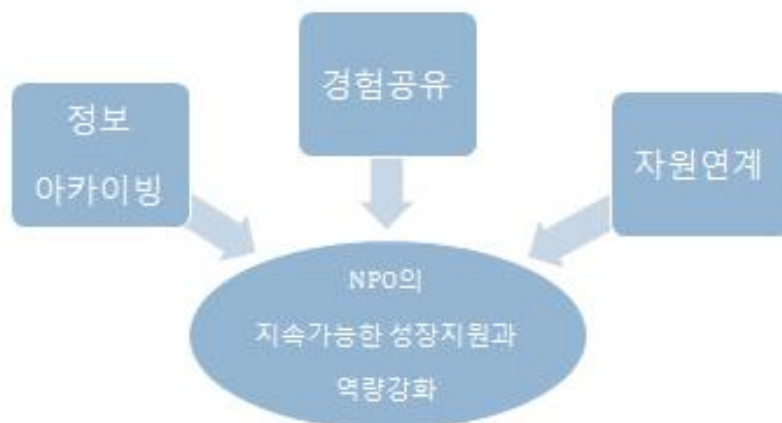 정보
아카이빙
경험공유
자원연계
NPO의
지속가능한 성장지원과
역량강화